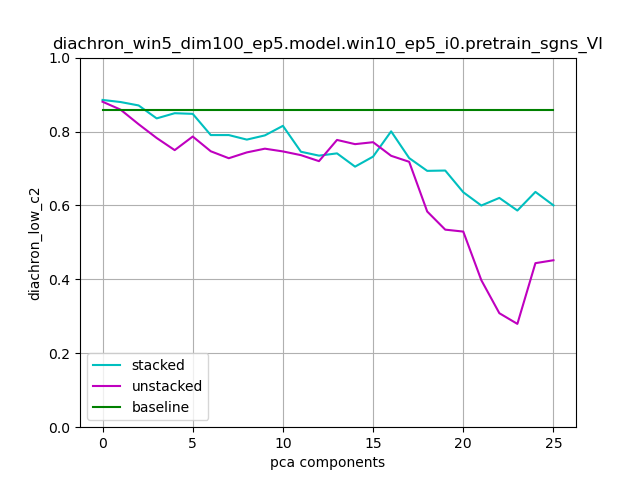 diachron_win5_dim100_ep5.model.win10_ep5_i0.pretrain_sgns_VI
1.0
0.8
0.6
0.4
0.2
0.0
diachron_low_c2
stacked
unstacked
baseline
0 5 10 15 20 25
pca components